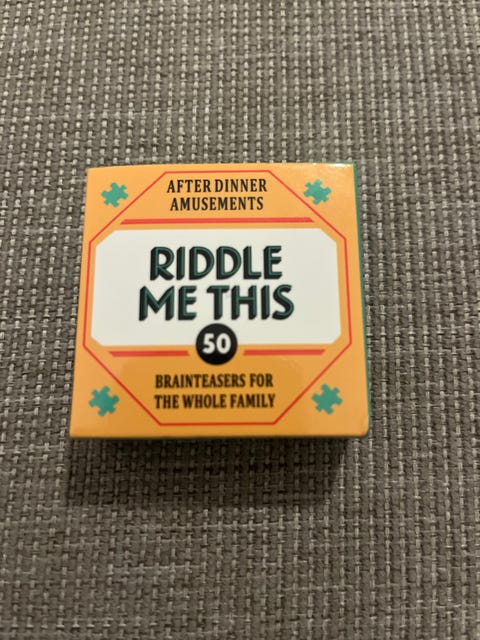 AFTER DINNER
AMUSEMENTS
RIDDLE
ME THIS
50
BRAINTEASERS FOR
THE WHOLE FAMILY